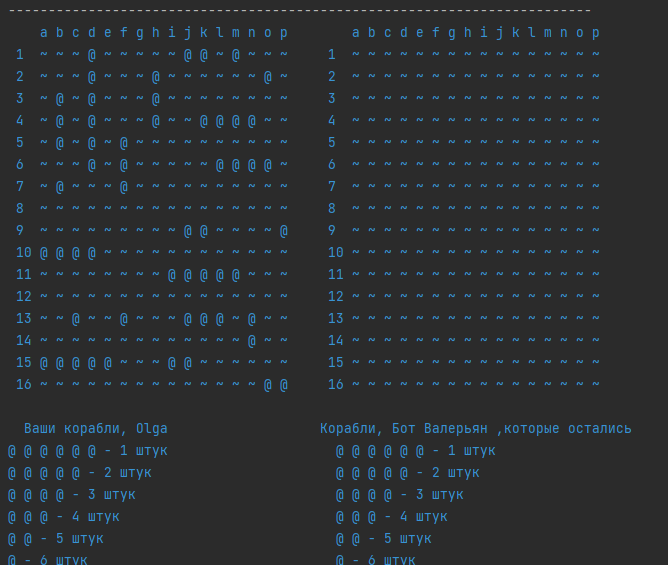 -------------------------------------------------------------------------
a b c d e f g h i j k l m n o p     a b c d e f g h i j k l m n o p
1 ~ ~ ~ @ ~ ~ ~ ~ ~ @ @ ~ @ ~ ~ ~     1 ~ ~ ~ ~ ~ ~ ~ ~ ~ ~ ~ ~ ~ ~ ~ ~
2 ~ ~ ~ @ ~ ~ ~ @ ~ ~ ~ ~ ~ ~ @ ~     2 ~ ~ ~ ~ ~ ~ ~ ~ ~ ~ ~ ~ ~ ~ ~ ~
3 ~ @ ~ @ ~ ~ ~ @ ~ ~ ~ ~ ~ ~ ~ ~     3 ~ ~ ~ ~ ~ ~ ~ ~ ~ ~ ~ ~ ~ ~ ~ ~
4 ~ @ ~ @ ~ ~ ~ @ ~ ~ @ @ @ @ ~ ~     4 ~ ~ ~ ~ ~ ~ ~ ~ ~ ~ ~ ~ ~ ~ ~ ~
5 ~ @ ~ @ ~ @ ~ ~ ~ ~ ~ ~ ~ ~ ~ ~     5 ~ ~ ~ ~ ~ ~ ~ ~ ~ ~ ~ ~ ~ ~ ~ ~
6 ~ ~ ~ @ ~ @ ~ ~ ~ ~ ~ @ @ @ @ ~     6 ~ ~ ~ ~ ~ ~ ~ ~ ~ ~ ~ ~ ~ ~ ~ ~
7 ~ @ ~ ~ ~ @ ~ ~ ~ ~ ~ ~ ~ ~ ~ ~     7 ~ ~ ~ ~ ~ ~ ~ ~ ~ ~ ~ ~ ~ ~ ~ ~
8 ~ ~ ~ ~ ~ ~ ~ ~ ~ ~ ~ ~ ~ ~ ~ ~     8 ~ ~ ~ ~ ~ ~ ~ ~ ~ ~ ~ ~ ~ ~ ~ ~
9 ~ ~ ~ ~ ~ ~ ~ ~ ~ @ @ ~ ~ ~ ~ @     9 ~ ~ ~ ~ ~ ~ ~ ~ ~ ~ ~ ~ ~ ~ ~ ~
10 @ @ @ @ ~ ~ ~ ~ ~ ~ ~ ~ ~ ~ ~ ~     10 ~ ~ ~ ~ ~ ~ ~ ~ ~ ~ ~ ~ ~ ~ ~ ~
11 ~ ~ ~ ~ ~ ~ ~ ~ @ @ @ @ @ ~ ~ ~     11 ~ ~ ~ ~ ~ ~ ~ ~ ~ ~ ~ ~ ~ ~ ~ ~
12 ~ ~ ~ ~ ~ ~ ~ ~ ~ ~ ~ ~ ~ ~ ~ ~     12 ~ ~ ~ ~ ~ ~ ~ ~ ~ ~ ~ ~ ~ ~ ~ ~
13 ~ ~ @ ~ ~ @ ~ ~ ~ @ @ @ ~ @ ~ ~     13 ~ ~ ~ ~ ~ ~ ~ ~ ~ ~ ~ ~ ~ ~ ~ ~
14 ~ ~ ~ ~ ~ ~ ~ ~ ~ ~ ~ ~ ~ @ ~ ~     14 ~ ~ ~ ~ ~ ~ ~ ~ ~ ~ ~ ~ ~ ~ ~ ~
15 @ @ @ @ @ ~ ~ ~ @ @ ~ ~ ~ ~ ~ ~     15 ~ ~ ~ ~ ~ ~ ~ ~ ~ ~ ~ ~ ~ ~ ~ ~
16 ~ ~ ~ ~ ~ ~ ~ ~ ~ ~ ~ ~ ~ ~ @ @     16 ~ ~ ~ ~ ~ ~ ~ ~ ~ ~ ~ ~ ~ ~ ~ ~
Ваши корабли, Olga     Корабли, Бот Валерьян ,которые остались
@ @ @ @ @ @ - 1 штук     @ @ @ @ @ @ - 1 штук
@ @ @ @ @ - 2 штук     @ @ @ @ @ - 2 штук
@ @ @ @ - 3 штук     @ @ @ @ - 3 штук
@ @ @ - 4 штук     @ @ @ - 4 штук
@ @ - 5 штук     @ @ - 5 штук
@ - 6 штук     @ - 6 штук